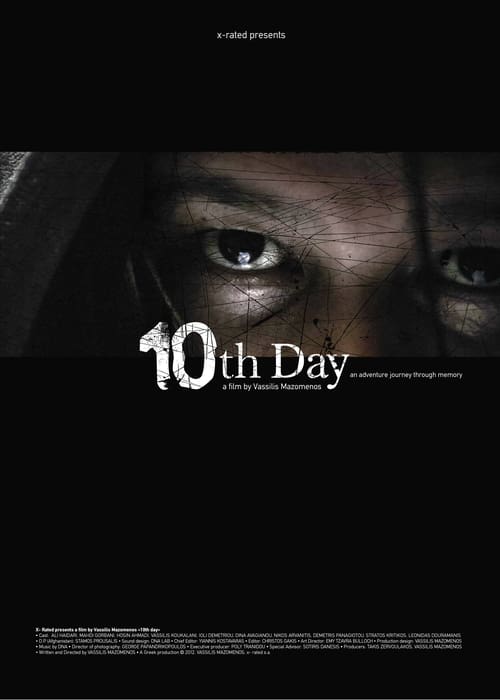 x-rated presents
10th Day
an adventure journey through memory
a film by Vassilis Mazomenos
X- Rated presents a film by Vassilis Mazomenos «10th day»
• Cast: ALI HAIDARI, MAHDI GORBANI, HOSIN AHMADI, VASSILIS KOUKALANI, IOLI DEMETRIOU, DINA AVAGIANOU, NIKOS ARVANITIS, DEMETRIS PANAGIOTOU, STRATOS KRITIKOS, LEONIDAS DOURAMANIS
• D.P (Afghanistan): STAMOS PROUSALIS • Sound design: DNA LAB • Chief Editor: YIANNIS KOSTAVARAS • Editor: CHRISTOS GAKIS • Art Director: EMY TZAVRA BULLOCH • Production design: VASSILIS MAZOMENOS
• Music by DNA • Director of photography: GEORGE PAPANDRIKOPOULOS • Executive producer: POLY TRANIDOU • Special Advisor: SOTIRIS DANESIS • Producers: TAKIS ZERVOULAKOS, VASSILIS MAZOMENOS
• Written and Directed by VASSILIS MAZOMENOS • A Greek production © 2012, VASSILIS MAZOMENOS, x- rated s.a.